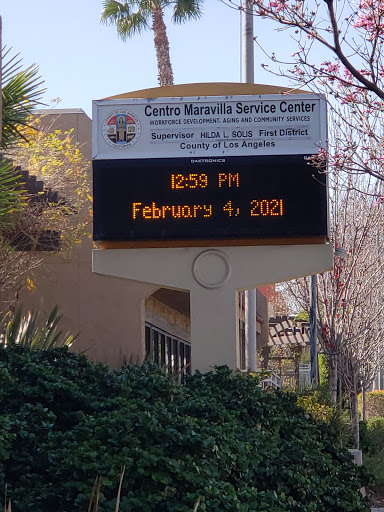 Centro Maravilla Service Center
WORKFORCE DEVELOPMENT, AGING AND COMMUNITY SERVICES
Supervisor HILDA L. SOLIS First District
County of Los Angeles
DAKTRONICS
12:59 PM
February 4, 2021